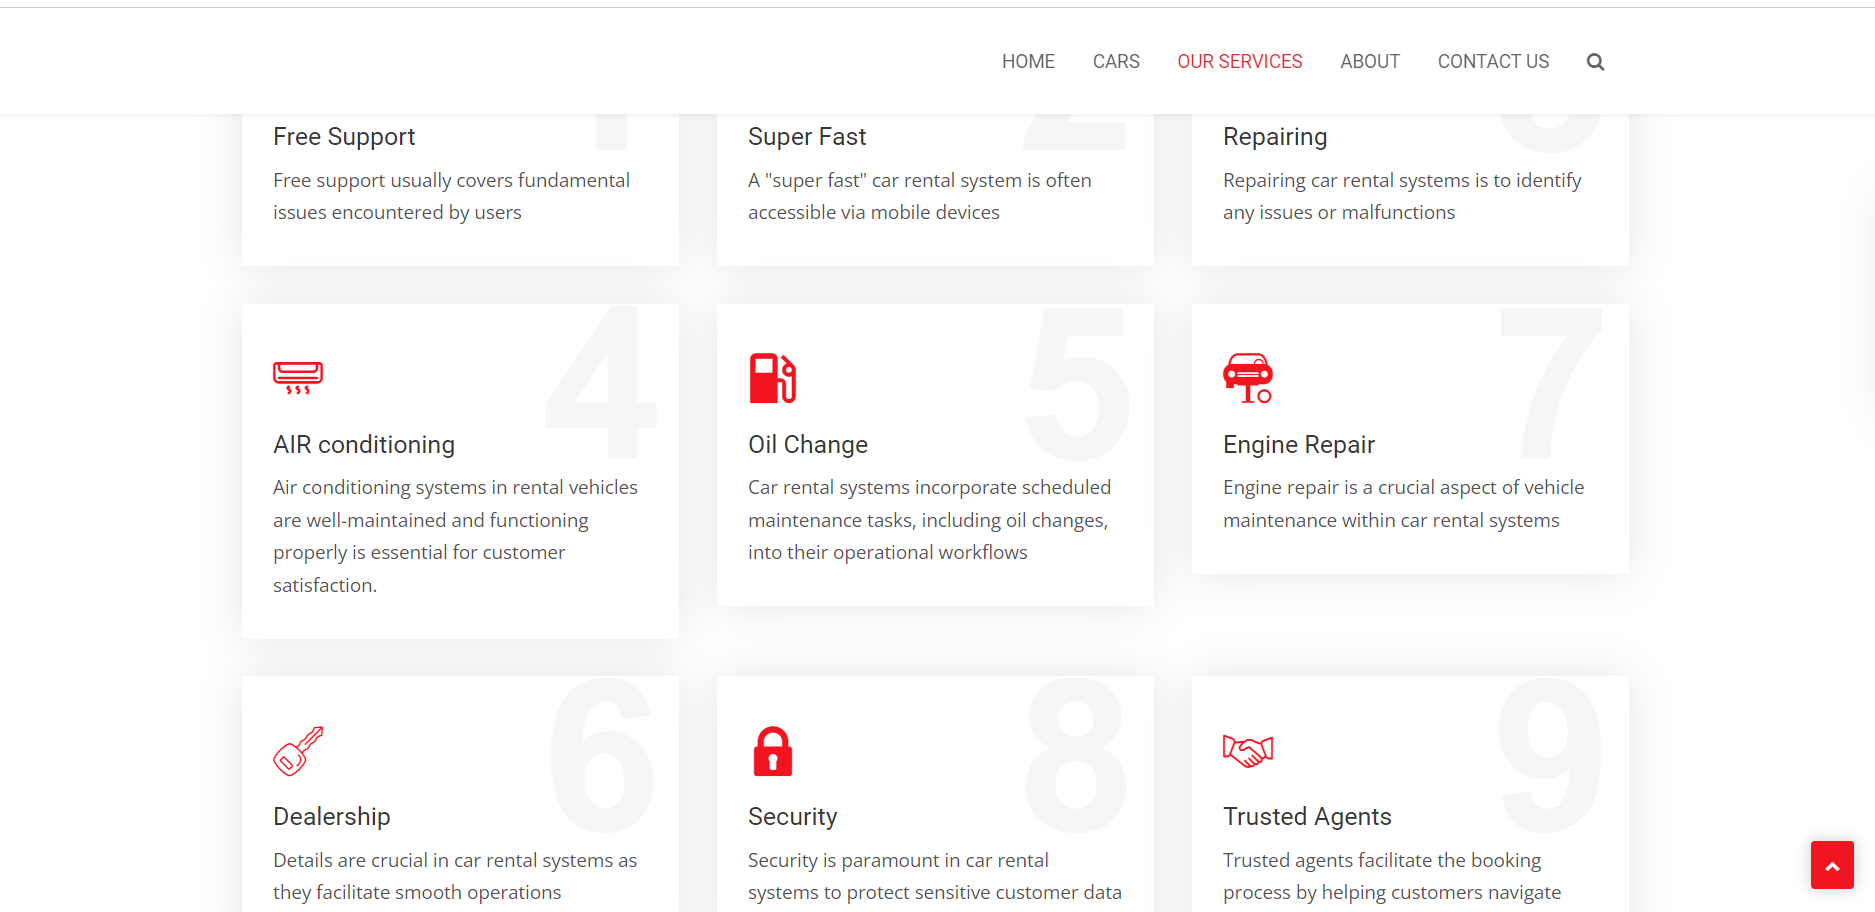 HOME CARS OUR SERVICES ABOUT CONTACT US
1
Free Support
Free support usually covers fundamental
issues encountered by users
2
Super Fast
A "super fast" car rental system is often
accessible via mobile devices
Repairing
Repairing car rental systems is to identify
any issues or malfunctions
4
AIR conditioning
Air conditioning systems in rental vehicles
are well-maintained and functioning
properly is essential for customer
satisfaction.
5
Oil Change
Car rental systems incorporate scheduled
maintenance tasks, including oil changes,
into their operational workflows
7
Engine Repair
Engine repair is a crucial aspect of vehicle
maintenance within car rental systems
6
Dealership
Details are crucial in car rental systems as
they facilitate smooth operations
8
Security
Security is paramount in car rental
systems to protect sensitive customer data
9
Trusted Agents
Trusted agents facilitate the booking
process by helping customers navigate